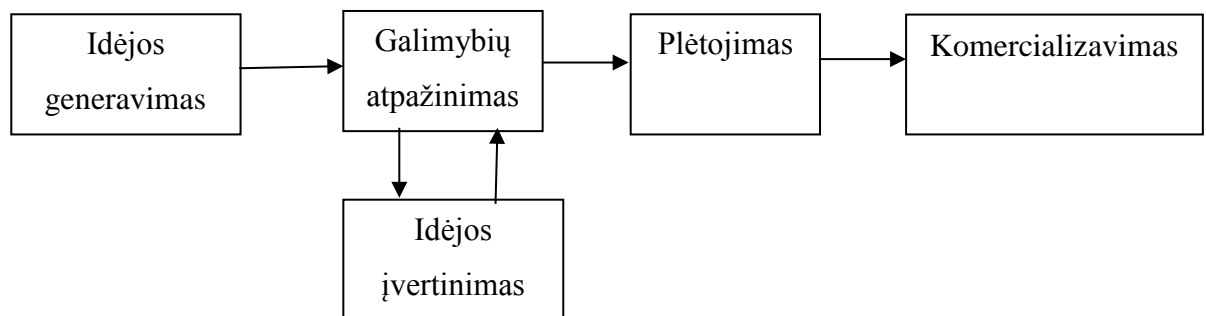 Idėjos
generavimas
Galimybių
atpažinimas
Plėtojimas
Komercializavimas
Idėjos
įvertinimas